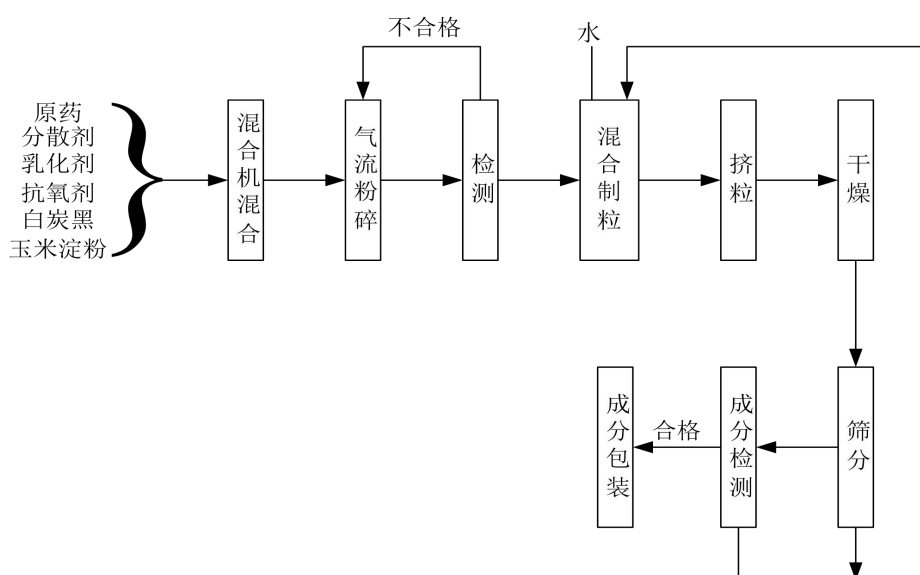 不合格
水
原药
分散剂
乳化剂
抗氧剂
白炭黑
玉米淀粉
混合机混合
气流粉碎
检测
混合制粒
挤粒
干燥
成分包装
合格
成分检测
筛分